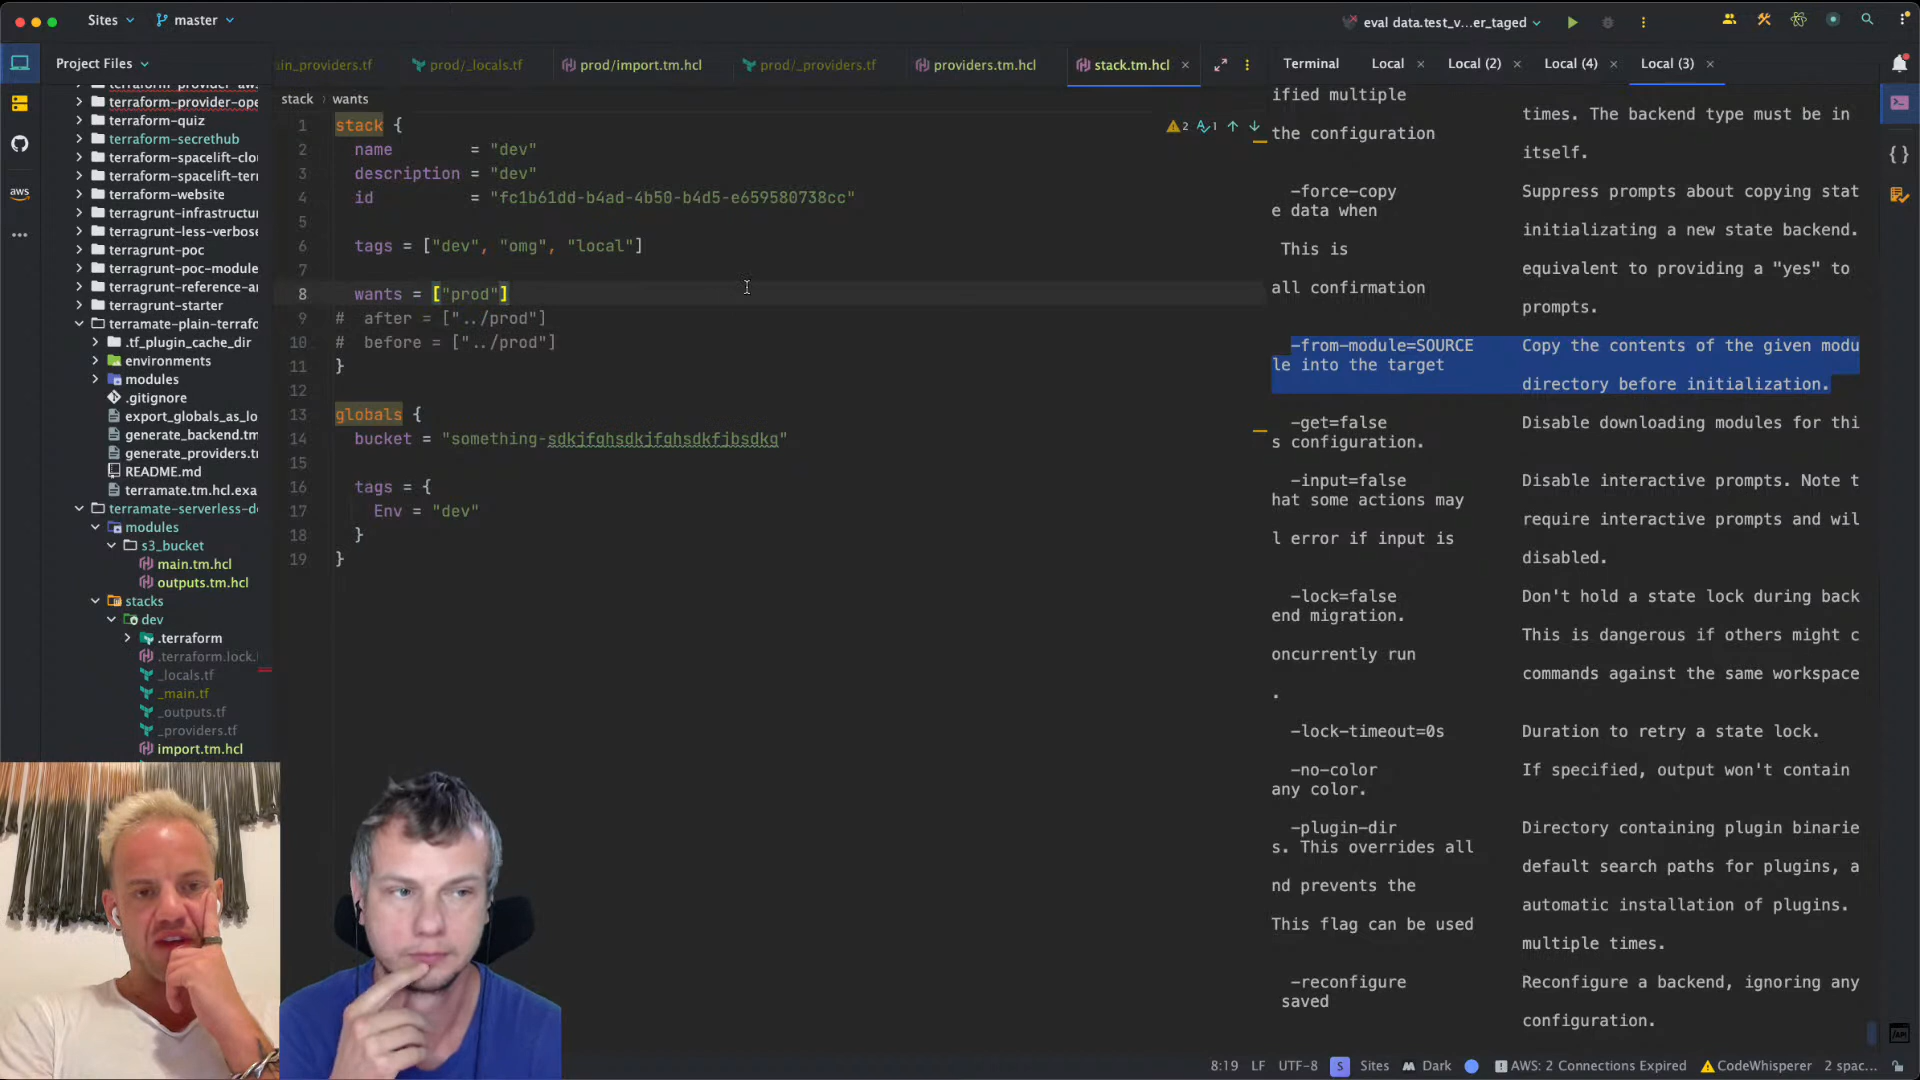 Sites
master
eval data.test_v...er_taged
Project Files
ain_providers.tf
prod/_locals.tf
prod/import.tm.hcl
prod/_providers.tf
providers.tm.hcl
stack.tm.hcl
Terminal
Local
Local (2)
Local (4)
Local (3)
stack
wants
terraform-provider-aw
terraform-provider-ope
terraform-quiz
terraform-secrethub
terraform-spacelift-clo
terraform-spacelift-ter
terraform-website
terragrunt-infrastructu
terragrunt-less-verbose
terragrunt-poc
terragrunt-poc-module
terragrunt-reference-a
terragrunt-starter
terramate-plain-terrafo
.tf_plugin_cache_dir
environments
modules
.gitignore
export_globals_as_lo
generate_backend.tm
generate_providers.t
README.md
terramate.tm.hcl.exa
terramate-serverless-d
modules
s3_bucket
main.tm.hcl
outputs.tm.hcl
stacks
dev
.terraform
.terraform.lock.
_locals.tf
_main.tf
_outputs.tf
_providers.tf
import.tm.hcl
1 stack {
2 name = "dev"
3 description = "dev"
4 id = "fc1b61dd-b4ad-4b50-b4d5-e659580738cc"
5
6 tags = ["dev", "omg", "local"]
7
8 wants = ["prod"]
9 # after = ["../prod"]
10 # before = ["../prod"]
11 }
12
13 globals {
14 bucket = "something-sdkjfghsdkjfghsdkfjbsdkg"
15
16 tags = {
17 Env = "dev"
18 }
19 }
2
1
ified multiple
times. The backend type must be in
the configuration
itself.
-force-copy Suppress prompts about copying stat
e data when
initializating a new state backend.
This is
equivalent to providing a "yes" to
all confirmation
prompts.
-from-module=SOURCE Copy the contents of the given modu
le into the target
directory before initialization.
-get=false Disable downloading modules for thi
s configuration.
-input=false Disable interactive prompts. Note t
hat some actions may
require interactive prompts and wil
l error if input is
disabled.
-lock=false Don't hold a state lock during back
end migration.
This is dangerous if others might c
oncurrently run
commands against the same workspace
.
-lock-timeout=0s Duration to retry a state lock.
-no-color If specified, output won't contain
any color.
-plugin-dir Directory containing plugin binarie
s. This overrides all
default search paths for plugins, a
nd prevents the
automatic installation of plugins.
This flag can be used
multiple times.
-reconfigure Reconfigure a backend, ignoring any
saved
configuration.
8:19 LF UTF-8 S Sites Dark AWS: 2 Connections Expired CodeWhisperer 2 spac...